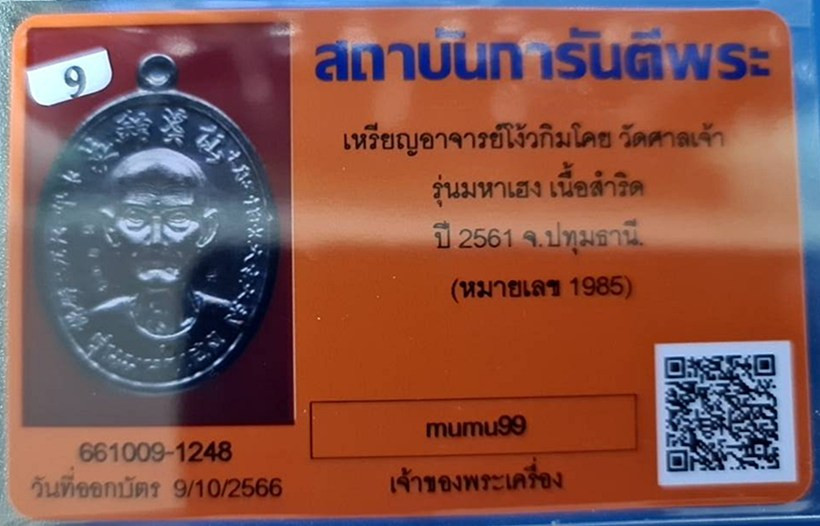 9
สถาบันการันตีพระ
เหรียญอาจารย์โง้วกิมโคย วัดศาลเจ้า
รุ่นมหาเฮง เนื้อสำริด
ปี 2561 จ.ปทุมธานี.
(หมายเลข 1985)
mumu99
เจ้าของพระเครื่อง
661009-1248
วันที่ออกบัตร 9/10/2566